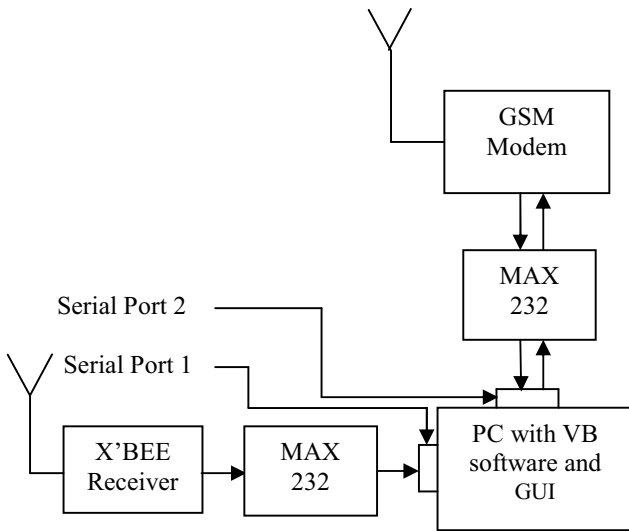 GSM
Modem
MAX
232
Serial Port 2
Serial Port 1
X'BEE
Receiver
MAX
232
PC with VB
software and
GUI